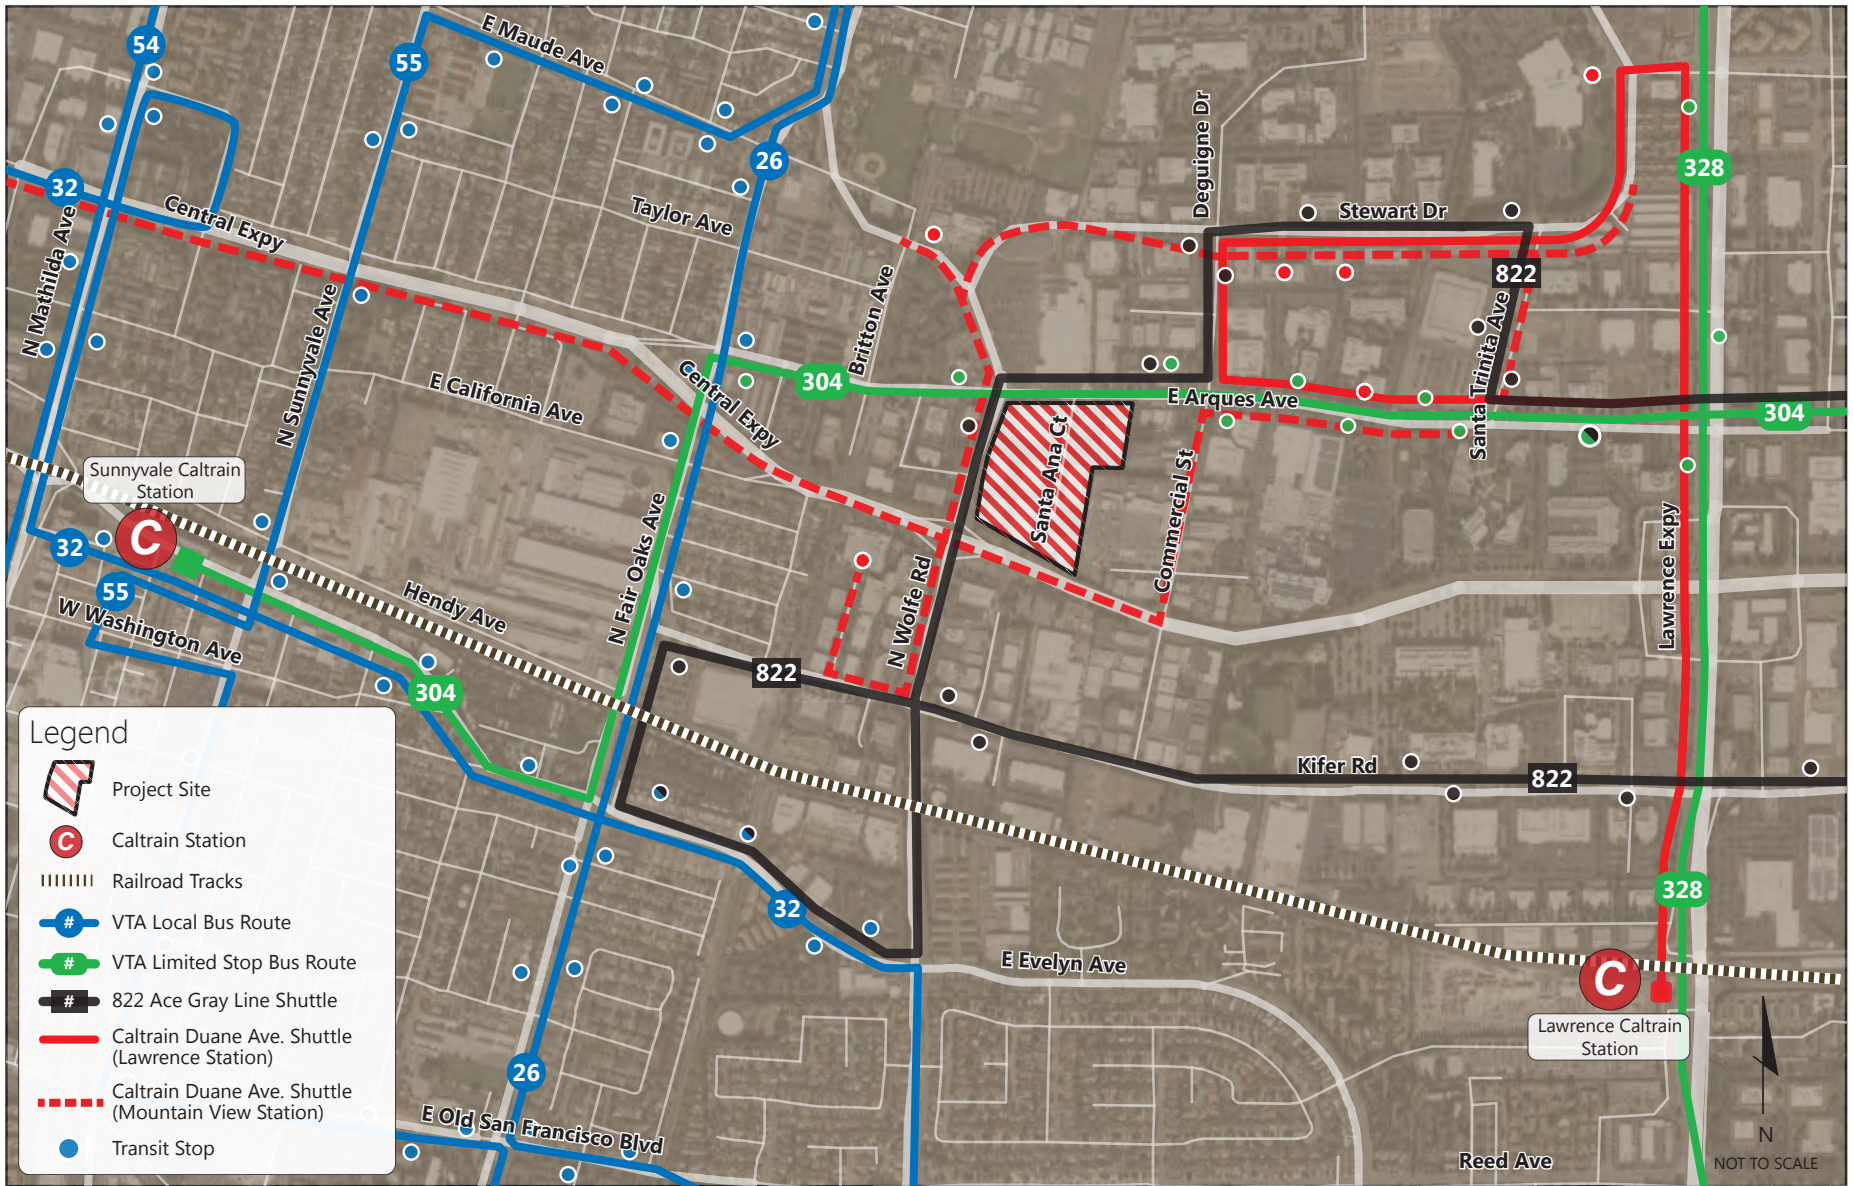 54
55
E Maude Ave
26
Deguigne Dr
328
32
Central Expy
Taylor Ave
Stewart Dr
822
N Mathilda Ave
N Sunnyvale Ave
Britton Ave
Santa Trinita Ave
E California Ave
Central Expy
304
E Arques Ave
304
Sunnyvale Caltrain
Station
C
32
55
W Washington Ave
Hendy Ave
N Fair Oaks Ave
N Wolfe Rd
Santa Ana Ct
Commercial St
Lawrence Expy
304
822
Kifer Rd
822
328
32
E Evelyn Ave
C
Lawrence Caltrain
Station
26
E Old San Francisco Blvd
Reed Ave
N
NOT TO SCALE
Legend
Project Site
C
Caltrain Station
Railroad Tracks
# VTA Local Bus Route
# VTA Limited Stop Bus Route
# 822 Ace Gray Line Shuttle
Caltrain Duane Ave. Shuttle
(Lawrence Station)
Caltrain Duane Ave. Shuttle
(Mountain View Station)
Transit Stop